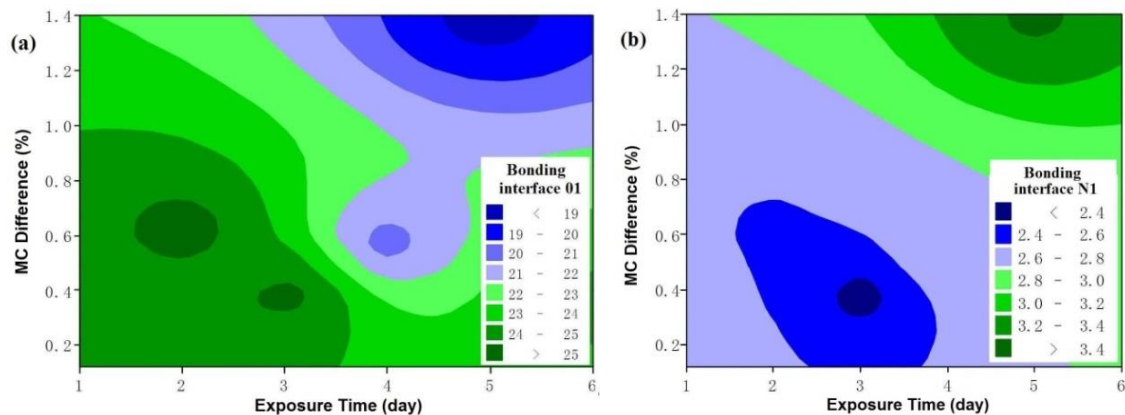 (a)
MC Difference (%)
1.4
1.2
1.0
0.8
0.6
0.4
0.2
1 2 3 4 5 6
Exposure Time (day)
Bonding
interface 01
< 19
19 - 20
20 - 21
21 - 22
22 - 23
23 - 24
24 - 25
> 25
(b)
MC Difference (%)
1.4
1.2
1.0
0.8
0.6
0.4
0.2
1 2 3 4 5 6
Exposure Time (day)
Bonding
interface N1
< 2.4
2.4 - 2.6
2.6 - 2.8
2.8 - 3.0
3.0 - 3.2
3.2 - 3.4
> 3.4